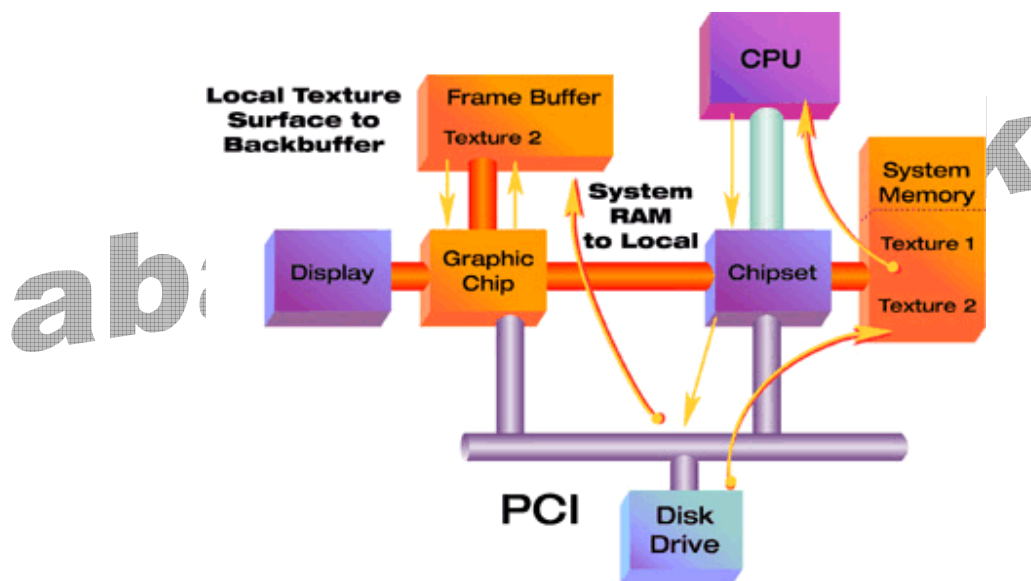 CPU
Local Texture
Surface to
Backbuffer
Frame Buffer
Texture 2
System
RAM
to Local
System
Memory
Texture 1
Texture 2
Display
Graphic
Chip
Chipset
PCI
Disk
Drive